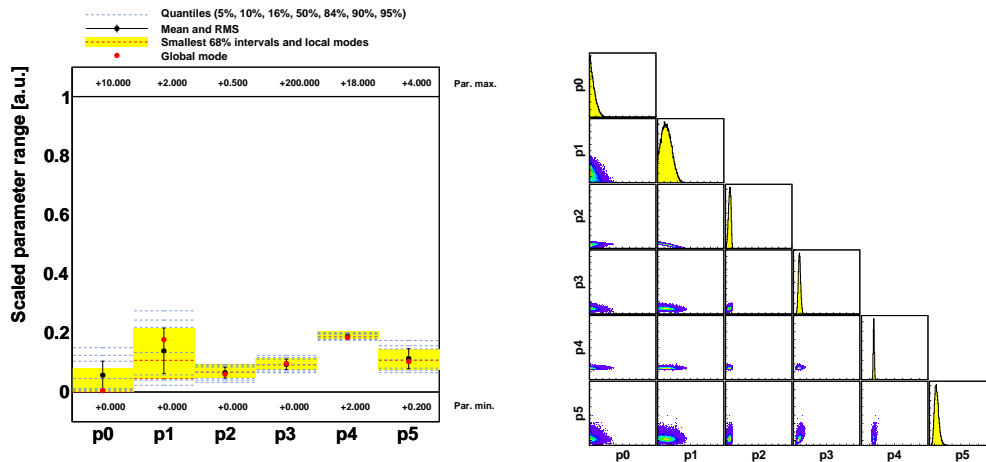 Quantiles (5%, 10%, 16%, 50%, 84%, 90%, 95%)
Mean and RMS
Smallest 68% intervals and local modes
Global mode
Scaled parameter range [a.u.]
+10.000 +2.000 +0.500 +200.000 +18.000 +4.000 Par. max.
1
0.8
0.6
0.4
0.2
0
+0.000 +0.000 +0.000 +0.000 +2.000 +0.200 Par. min.
p0 p1 p2 p3 p4 p5
p0
p1
p2
p3
p4
p5
p0 p1 p2 p3 p4 p5